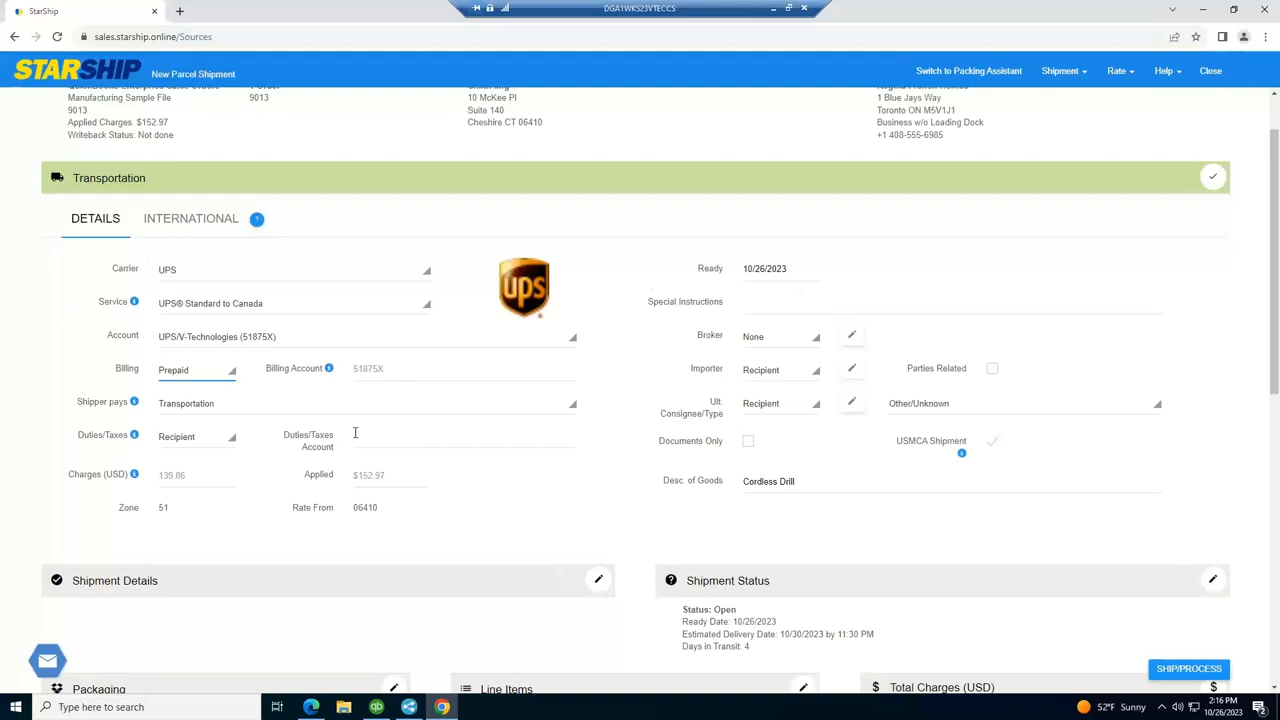 DGA1WKS23VTECCS
StarShip
sales.starship.online/Sources
STARSHIP New Parcel Shipment Switch to Packing Assistant Shipment Rate Help Close
Manufacturing Sample File 9013 10 McKee Pl 1 Blue Jays Way
9013 Suite 140 Toronto ON M5V1J1
Applied Charges: $152.97 Cheshire CT 06410 Business w/o Loading Dock
Writeback Status: Not done +1 408-555-6985
Transportation
DETAILS INTERNATIONAL ?
Carrier UPS ups Ready 10/26/2023
Service UPS® Standard to Canada Special Instructions
Account UPS/V-Technologies (51875X) Broker None
Billing Prepaid Billing Account 51875X Importer Recipient Parties Related
Shipper pays Transportation Ult. Consignee/Type Recipient Other/Unknown
Duties/Taxes Recipient Duties/Taxes Account Documents Only USMCA Shipment
Charges (USD) 139.06 Applied $152.97 Desc. of Goods Cordless Drill
Zone 51 Rate From 06410
Shipment Details Shipment Status
Status: Open
Ready Date: 10/26/2023
Estimated Delivery Date: 10/30/2023 by 11:30 PM
Days in Transit: 4
SHIP/PROCESS
Packaging Line Items $ Total Charges (USD) $
Type here to search qb 52°F Sunny 2:16 PM
10/26/2023 2